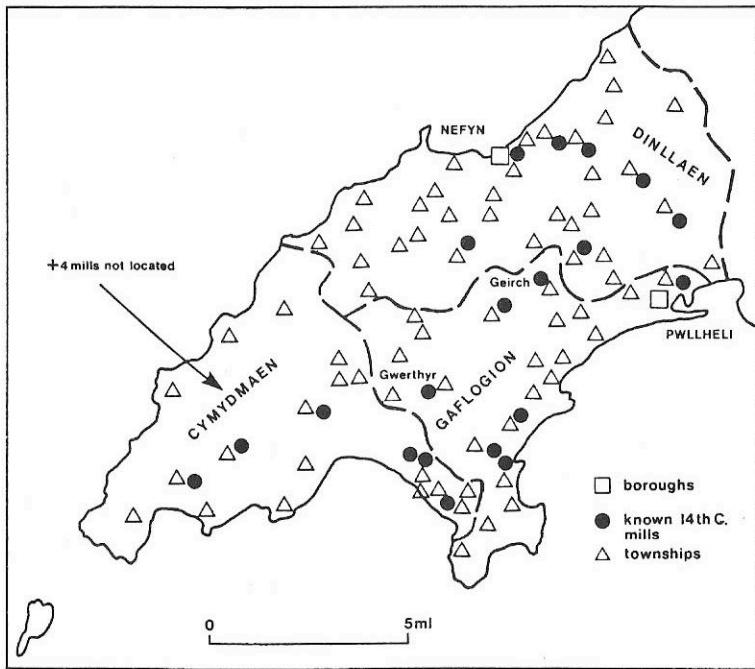 NEFYN
DINLLAEN
+4 mills not located
Geirch
PWLLHELI
Gwerthyr
GAFLOGION
CYMYDMAEN
boroughs
known 14th C.
mills
townships
0 5ml